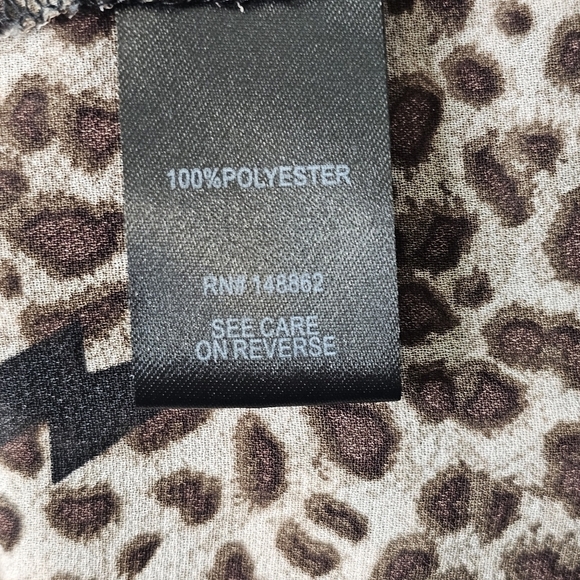 100%POLYESTER
RN# 148862
SEE CARE
ON REVERSE